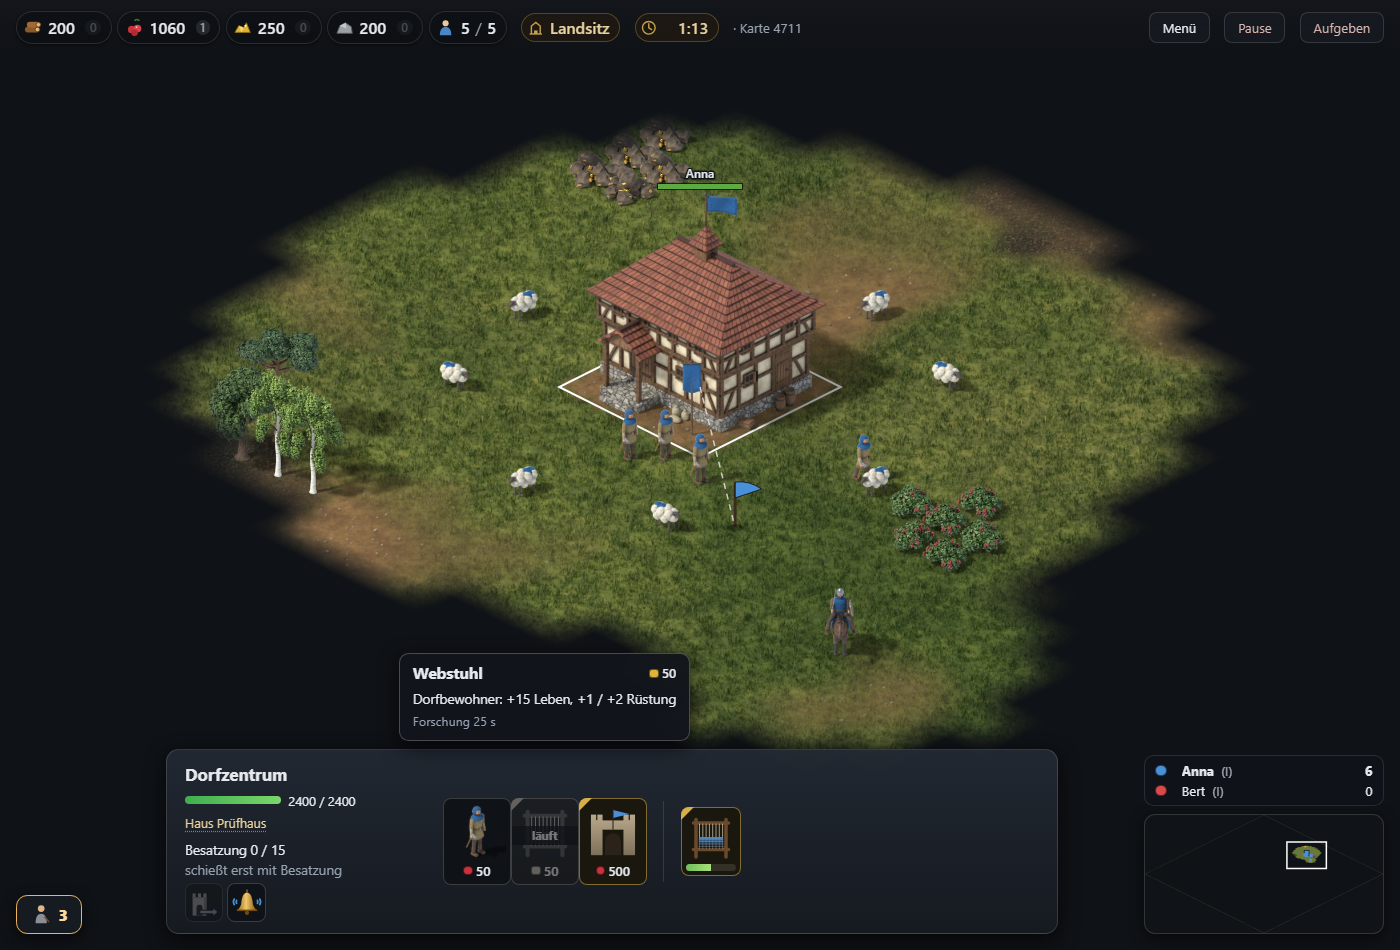 200 0 1060 1 250 0 200 0 5 / 5 Landsitz 1:13 · Karte 4711 Menü Pause Aufgeben
Anna
Webstuhl 50
Dorfbewohner: +15 Leben, +1 / +2 Rüstung
Forschung 25 s
Dorfzentrum
2400 / 2400
Haus Prüfhaus
Besatzung 0 / 15
schießt erst mit Besatzung
läuft
50 50 500
Anna (I) 6
Bert (I) 0
3